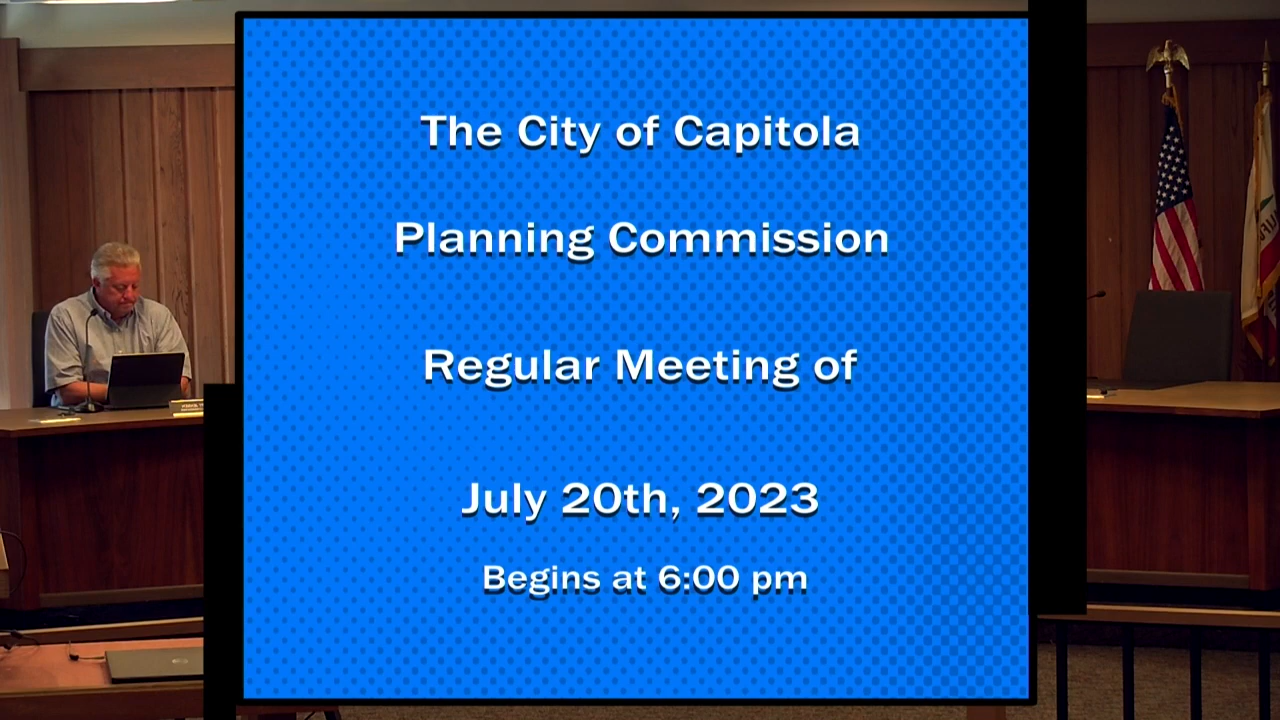 The City of Capitola
Planning Commission
Regular Meeting of
July 20th, 2023
Begins at 6:00 pm